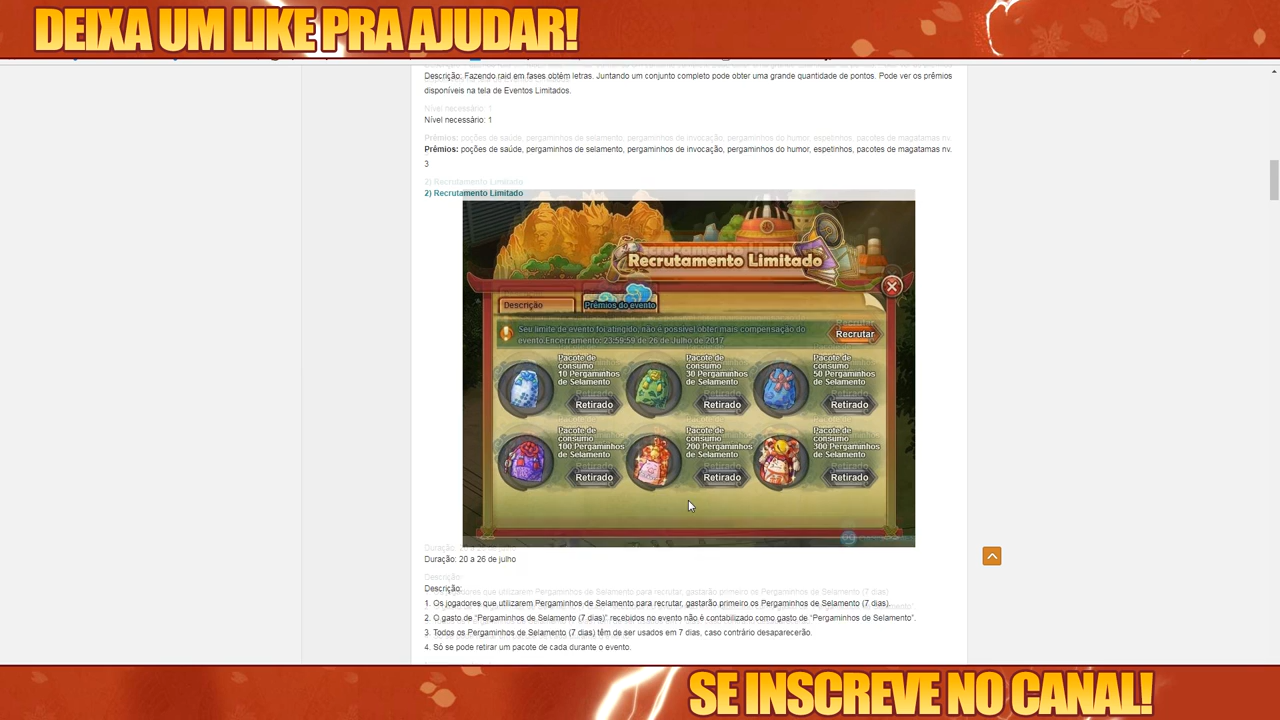 DEIXA UM LIKE PRA AJUDAR!
Descrição: Fazendo raid em fases obtém letras. Juntando um conjunto completo pode obter uma grande quantidade de pontos. Pode ver os prêmios
disponíveis na tela de Eventos Limitados.
Nível necessário: 1
Prêmios: poções de saúde, pergaminhos de selamento, pergaminhos de invocação, pergaminhos do humor, espetinhos, pacotes de magatamas nv.
3
2) Recrutamento Limitado
Recrutamento Limitado
Descrição Prêmios do evento
Seu limite de evento foi atingido, não é possível obter mais compensação do
evento.Encerramento: 23:59:59 de 26 de Julho de 2017
Recrutar
Pacote de
consumo
10 Pergaminhos
de Selamento
Retirado
Pacote de
consumo
30 Pergaminhos
de Selamento
Retirado
Pacote de
consumo
50 Pergaminhos
de Selamento
Retirado
Pacote de
consumo
100 Pergaminhos
de Selamento
Retirado
Pacote de
consumo
200 Pergaminhos
de Selamento
Retirado
Pacote de
consumo
300 Pergaminhos
de Selamento
Retirado
Duração: 20 a 26 de julho
Descrição:
1. Os jogadores que utilizarem Pergaminhos de Selamento para recrutar, gastarão primeiro os Pergaminhos de Selamento (7 dias).
2. O gasto de "Pergaminhos de Selamento (7 dias)" recebidos no evento não é contabilizado como gasto de "Pergaminhos de Selamento".
3. Todos os Pergaminhos de Selamento (7 dias) têm de ser usados em 7 dias, caso contrário desaparecerão.
4. Só se pode retirar um pacote de cada durante o evento.
SE INSCREVE NO CANAL!